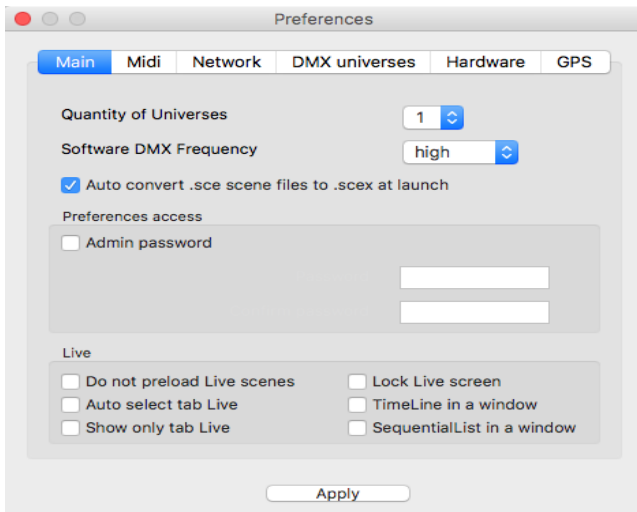 Preferences
Main Midi Network DMX universes Hardware GPS
Quantity of Universes 1
Software DMX Frequency high
Auto convert .sce scene files to .scex at launch
Preferences access
Admin password
Live
Do not preload Live scenes Lock Live screen
Auto select tab Live TimeLine in a window
Show only tab Live SequentialList in a window
Apply